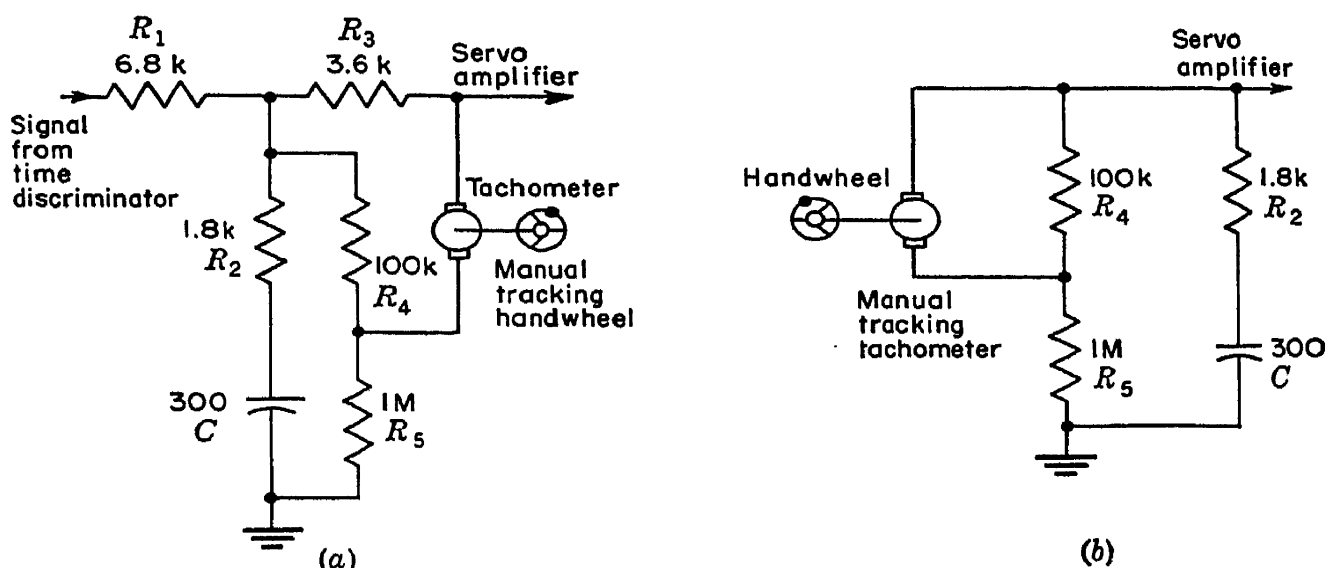 R1
6.8 k
R3
3.6 k
Servo
amplifier
Signal
from
time
discriminator
1.8k
R2
100k
R4
Tachometer
Manual
tracking
handwheel
300
C
1M
R5
(a)
Servo
amplifier
Handwheel
100k
R4
1.8k
R2
Manual
tracking
tachometer
1M
R5
300
C
(b)